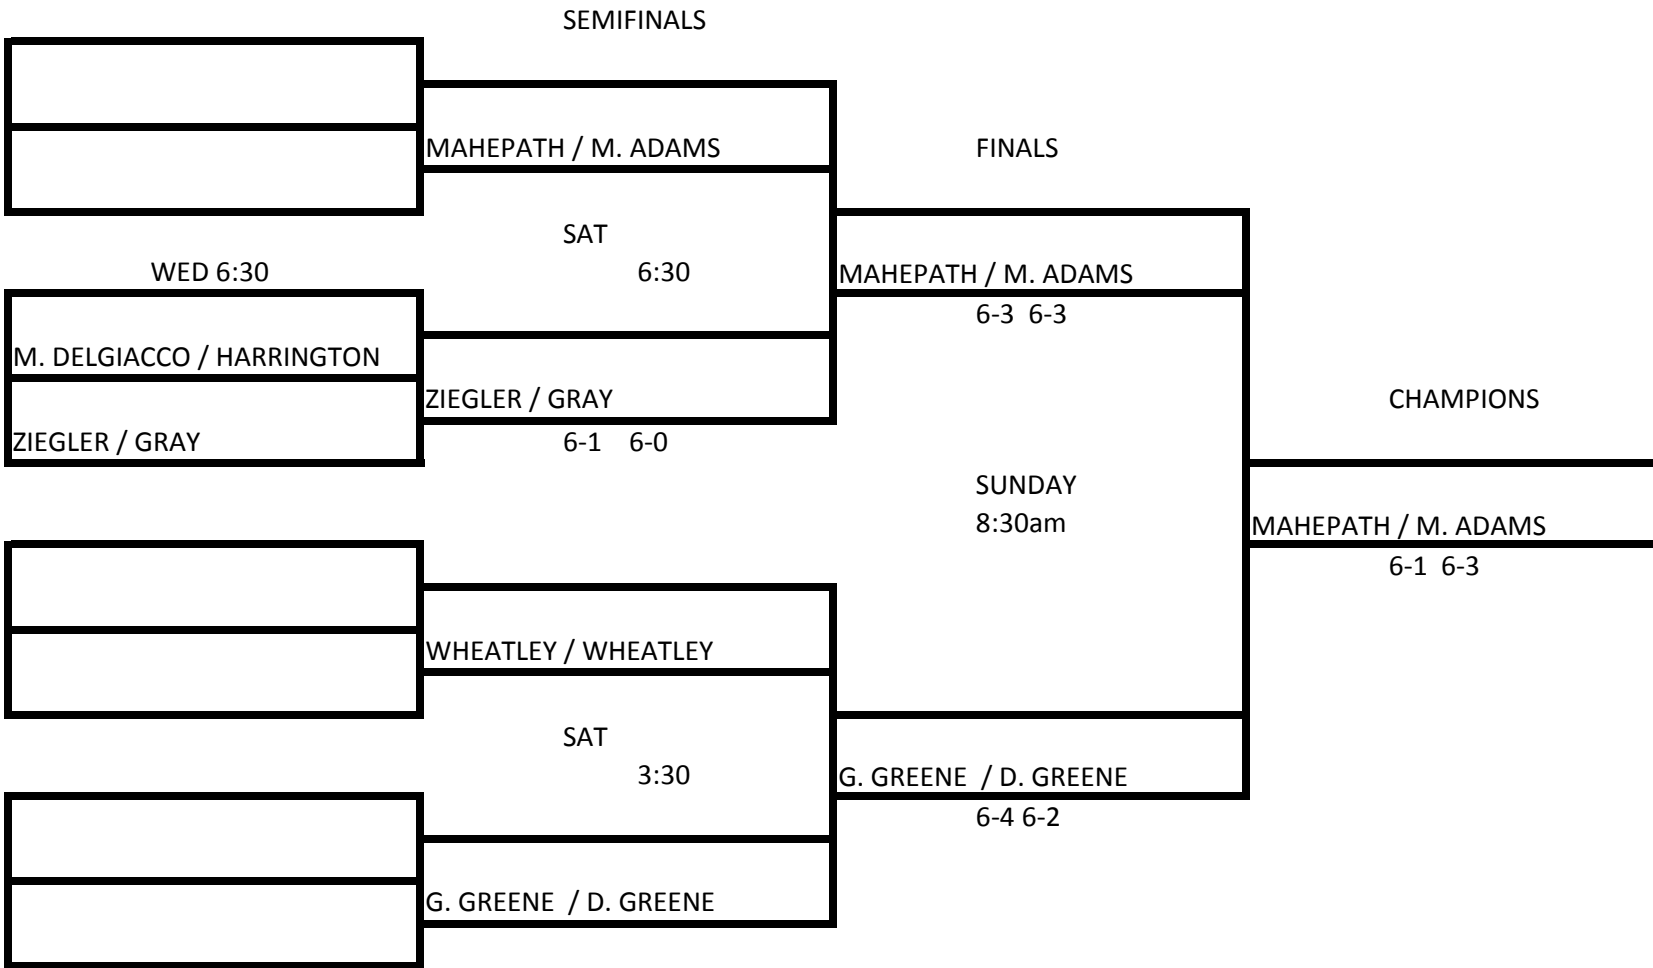 SEMIFINALS
MAHEPATH / M. ADAMS
FINALS
SAT
WED 6:30
6:30
MAHEPATH / M. ADAMS
6-3  6-3
M. DELGIACCO / HARRINGTON
ZIEGLER / GRAY
CHAMPIONS
ZIEGLER / GRAY
6-1    6-0
SUNDAY
8:30am
MAHEPATH / M. ADAMS
6-1  6-3
WHEATLEY / WHEATLEY
SAT
3:30
G. GREENE  / D. GREENE
6-4 6-2
G. GREENE  / D. GREENE